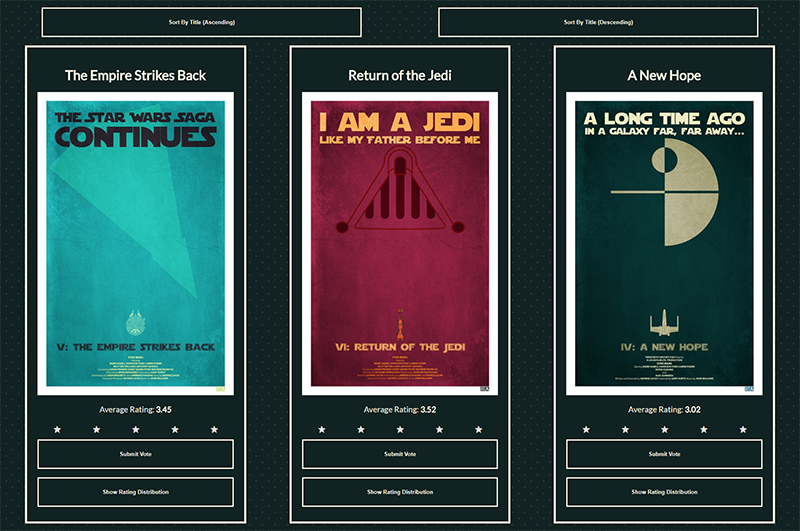 Sort By Title (Ascending)
Sort By Title (Descending)
The Empire Strikes Back
THE STAR WARS SAGA
CONTINUES
V: THE EMPIRE STRIKES BACK
Average Rating: 3.45
Submit Vote
Show Rating Distribution
Return of the Jedi
I AM A JEDI
LIKE MY FATHER BEFORE ME
VI: RETURN OF THE JEDI
Average Rating: 3.52
Submit Vote
Show Rating Distribution
A New Hope
A LONG TIME AGO
IN A GALAXY FAR, FAR AWAY...
IV: A NEW HOPE
Average Rating: 3.02
Submit Vote
Show Rating Distribution